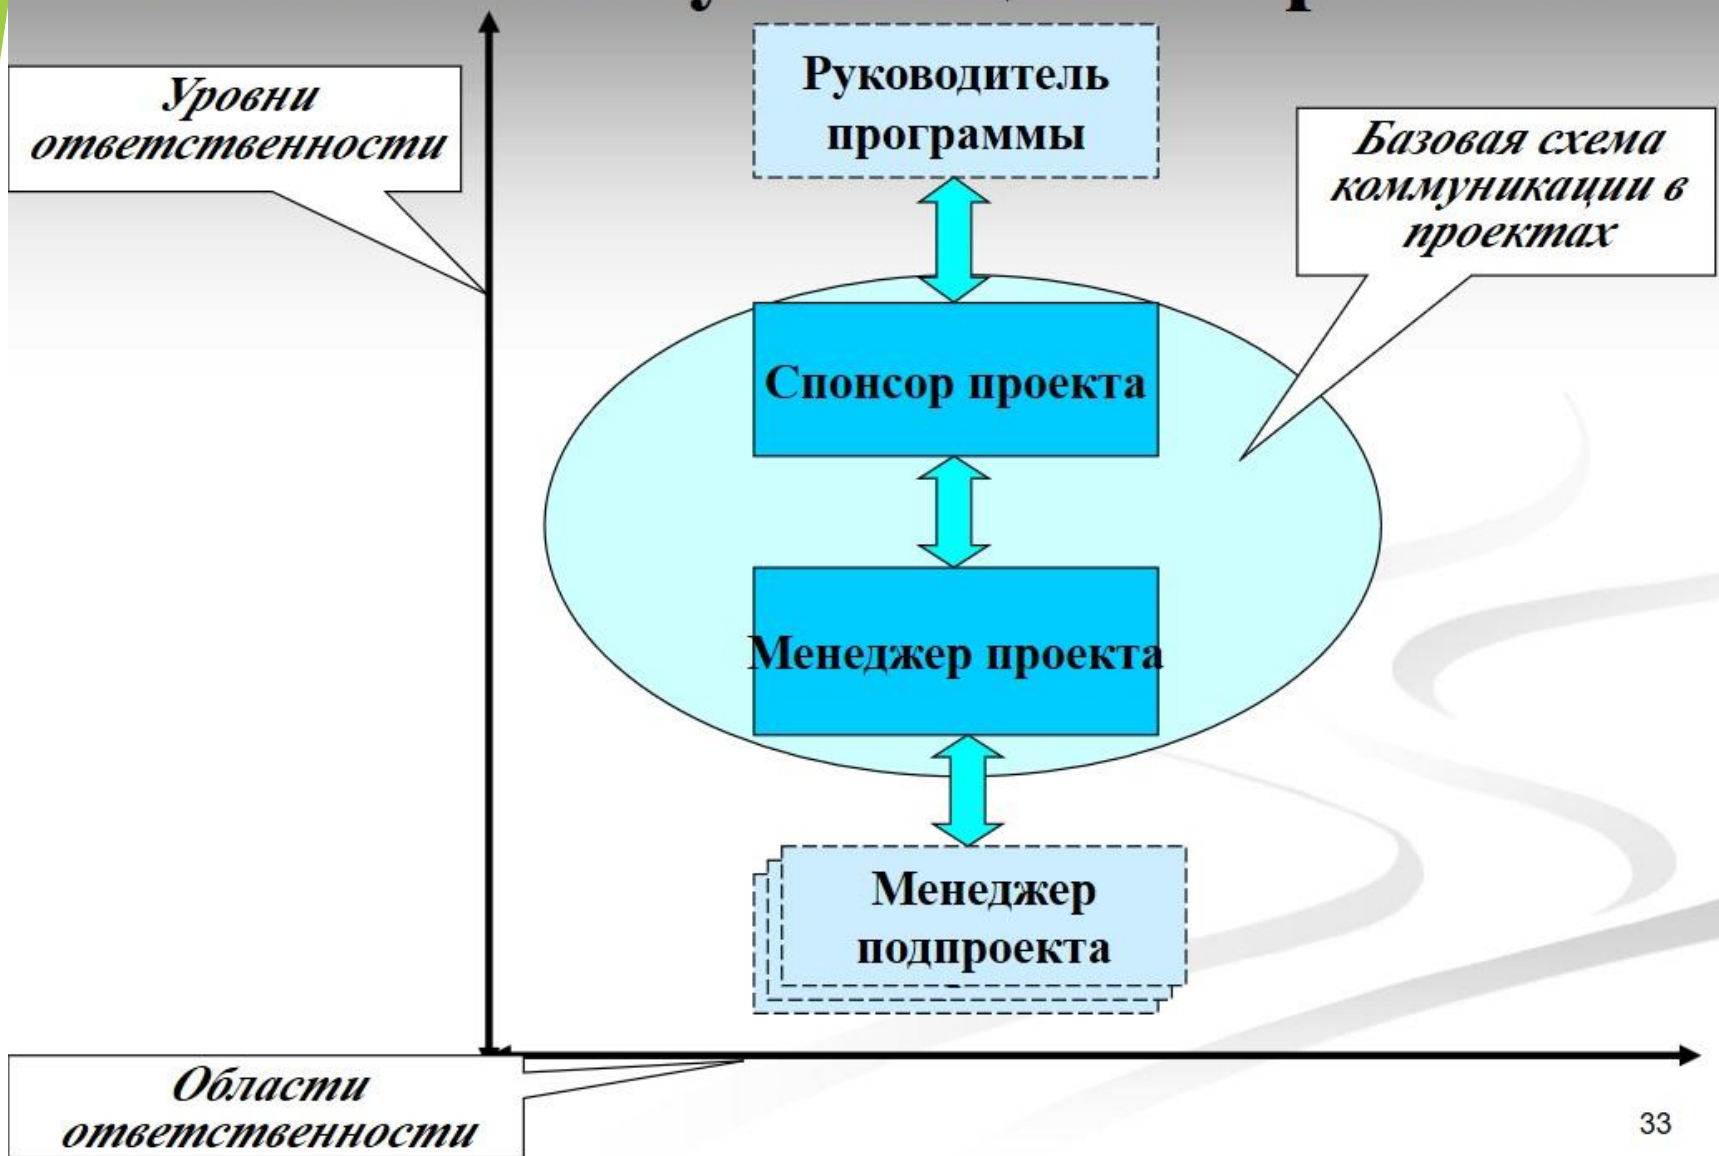 Уровни
ответственности
Руководитель
программы
Базовая схема
коммуникации в
проектах
Спонсор проекта
Менеджер проекта
Менеджер
подпроекта
Области
ответственности
33